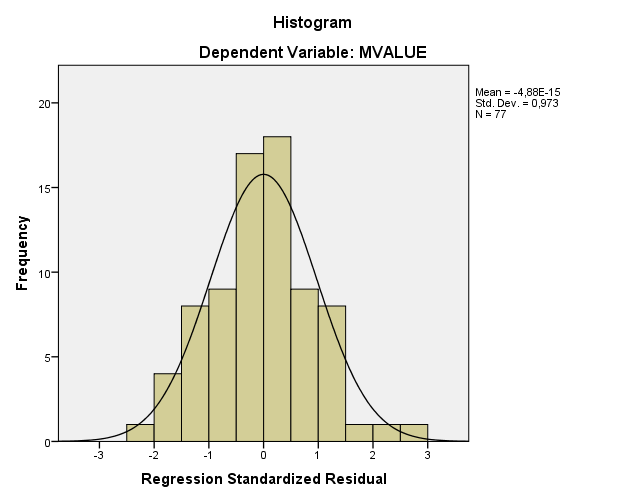 Histogram
Dependent Variable: MVALUE
Mean = -4,88E-15
Std. Dev. = 0,973
N = 77
Frequency
20
15
10
5
0
-3 -2 -1 0 1 2 3
Regression Standardized Residual